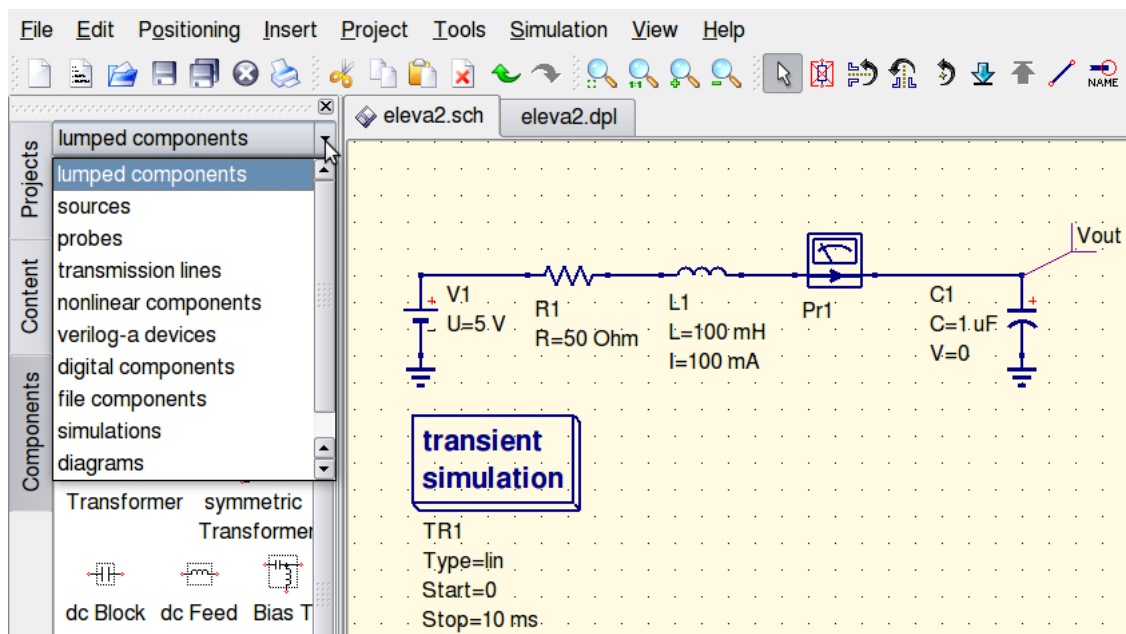 File Edit Positioning Insert Project Tools Simulation View Help
1:1
NAME
eleva2.sch eleva2.dpl
Projects
Content
Components
lumped components
lumped components
sources
probes
transmission lines
nonlinear components
verilog-a devices
digital components
file components
simulations
diagrams
Transformer symmetric
Transformer
dc Block dc Feed Bias T
V1
U=5 V
R1
R=50 Ohm
L1
L=100 mH
I=100 mA
Pr1
C1
C=1 uF
V=0
Vout
transient
simulation
TR1
Type=lin
Start=0
Stop=10 ms